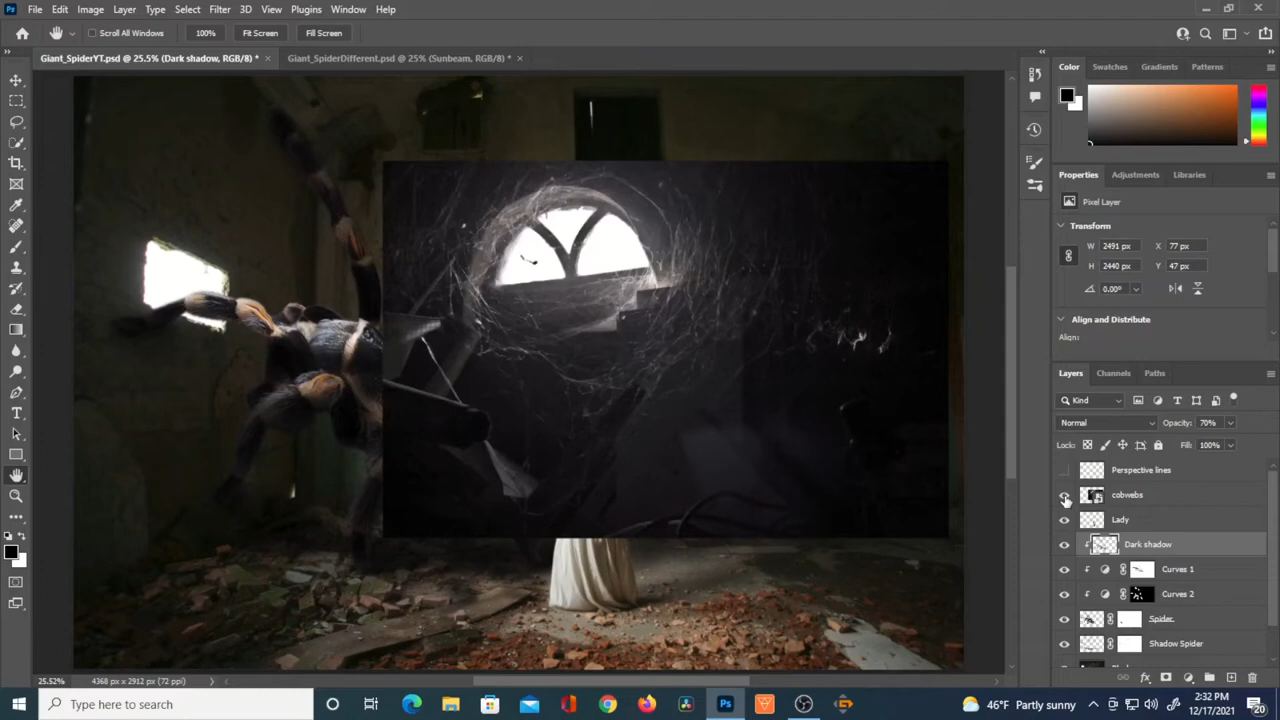 File Edit Image Layer Type Select Filter 3D View Plugins Window Help
Scroll All Windows 100% Fit Screen Fill Screen
Giant_SpiderYT.psd @ 25.5% (Dark shadow, RGB/8) * × Giant_SpiderDifferent.psd @ 25% (Sunbeam, RGB/8) * ×
Color Swatches Gradients Patterns
Properties Adjustments Libraries
Pixel Layer
Transform
W 2491 px X 77 px
H 2440 px Y 47 px
0.00°
Align and Distribute
Align:
Layers Channels Paths
Kind
Normal Opacity: 70%
Lock: Fill: 100%
Perspective lines
cobwebs
Lady
Dark shadow
Curves 1
Curves 2
Spider
Shadow Spider
25.52% 4368 px x 2912 px (72 ppi)
Type here to search
46°F Partly sunny
2:32 PM
12/17/2021
20